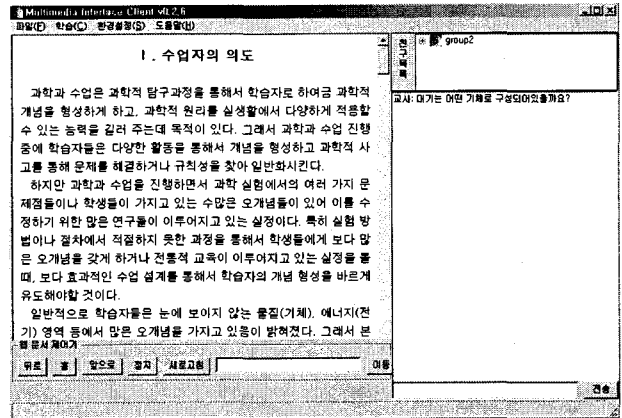 Multimedia Interface Client v0.2.6
파일(F) 학습(C) 환경설정(S) 도움말(H)
Ⅰ. 수업자의 의도
과학과 수업은 과학적 탐구과정을 통해서 학습자로 하여금 과학적
개념을 형성하게 하고, 과학적 원리를 실생활에서 다양하게 적용할
수 있는 능력을 길러 주는데 목적이 있다. 그래서 과학과 수업 진행
중에 학습자들은 다양한 활동을 통해서 개념을 형성하고 과학적 사
고를 통해 문제를 해결하거나 규칙성을 찾아 일반화시킨다.
하지만 과학과 수업을 진행하면서 과학 실험에서의 여러 가지 문
제점들이나 학생들이 가지고 있는 수많은 오개념들이 있어 이를 수
정하기 위한 많은 연구들이 이루어지고 있는 실정이다. 특히 실험 방
법이나 절차에서 적절하지 못한 과정을 통해서 학생들에게 보다 많
은 오개념을 갖게 하거나 전통적 교육이 이루어지고 있는 실정을 볼
때, 보다 효과적인 수업 설계를 통해서 학습자의 개념 형성을 바르게
유도해야할 것이다.
일반적으로 학습자들은 눈에 보이지 않는 물질(기체), 에너지(전
기) 영역 등에서 많은 오개념을 가지고 있음이 밝혀졌다. 그래서 본
웹 문서 제어기
뒤로 홈 앞으로 정지 새로고침 이동
친구목록
group2
교사: 대기는 어떤 기체로 구성되어있을까요?
전송